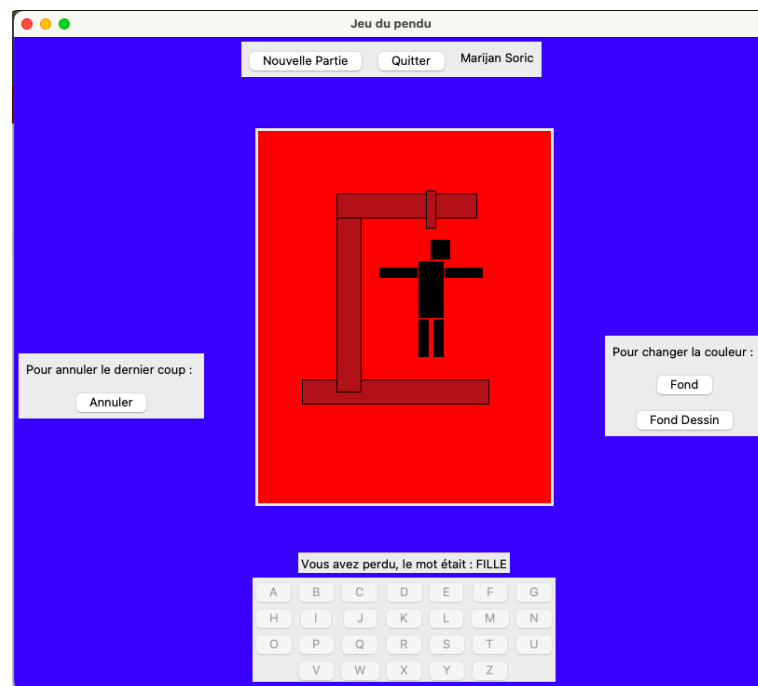 Jeu du pendu
Nouvelle Partie Quitter Marijan Soric
Pour annuler le dernier coup :
Annuler
Pour changer la couleur :
Fond
Fond Dessin
Vous avez perdu, le mot était : FILLE
A B C D E F G
H I J K L M N
O P Q R S T U
V W X Y Z